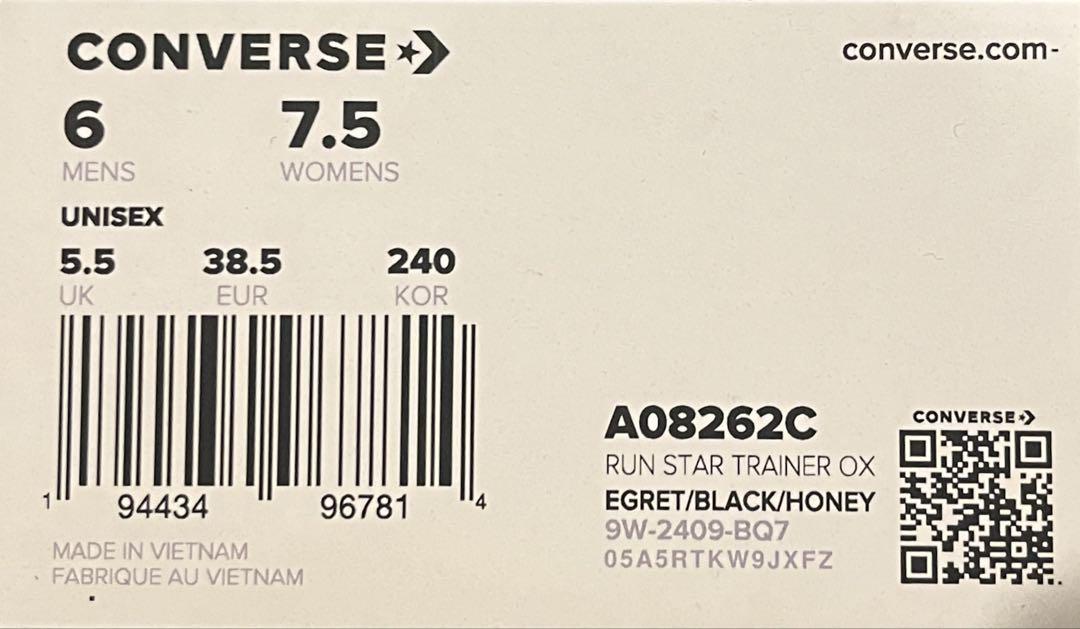 CONVERSE
converse.com-
6 7.5
MENS WOMENS
UNISEX
5.5 38.5 240
UK EUR KOR
1 94434 96781 4
MADE IN VIETNAM
FABRIQUE AU VIETNAM
A08262C
RUN STAR TRAINER OX
EGRET/BLACK/HONEY
9W-2409-BQ7
05A5RTKW9JXFZ
CONVERSE